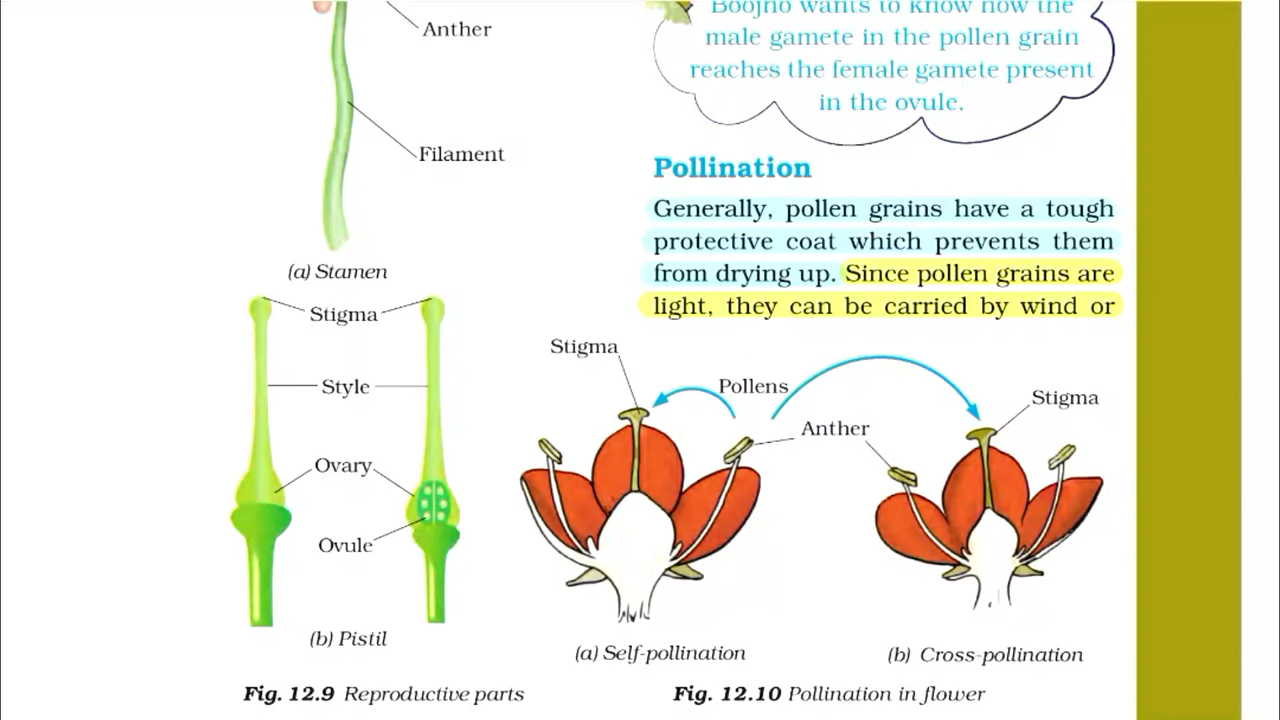 Anther
Filament
(a) Stamen
Stigma
Style
Ovary
Ovule
(b) Pistil
Fig. 12.9 Reproductive parts
Boojho wants to know how the
male gamete in the pollen grain
reaches the female gamete present
in the ovule.
Pollination
Generally, pollen grains have a tough
protective coat which prevents them
from drying up. Since pollen grains are
light, they can be carried by wind or
Stigma
Pollens
Stigma
Anther
(a) Self-pollination
(b) Cross-pollination
Fig. 12.10 Pollination in flower